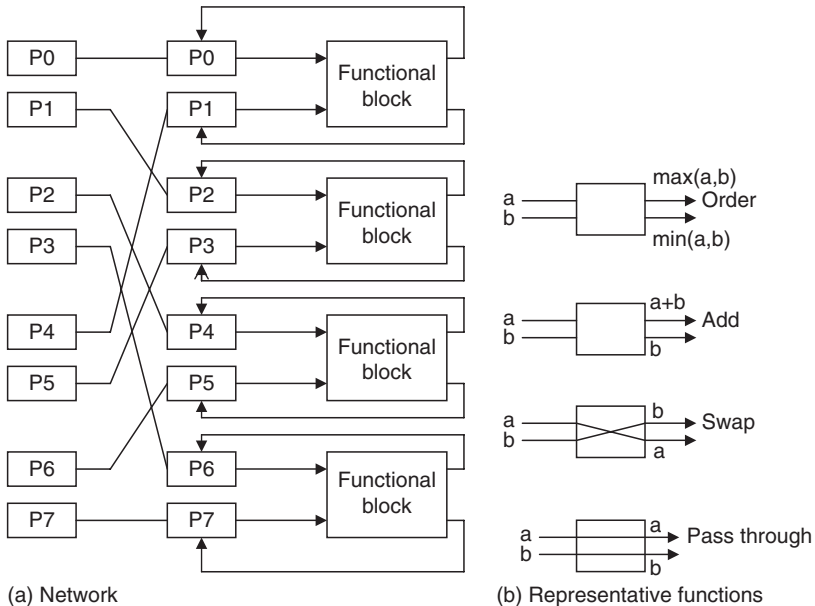 P0
P0
Functional
block
P1
P1
P2
P2
Functional
block
P3
P3
P4
P4
Functional
block
P5
P5
P6
P6
Functional
block
P7
P7
(a) Network
a
b
max(a,b)
Order
min(a,b)
a
b
a+b
Add
b
a
b
b
Swap
a
a
b
a
Pass through
b
(b) Representative functions